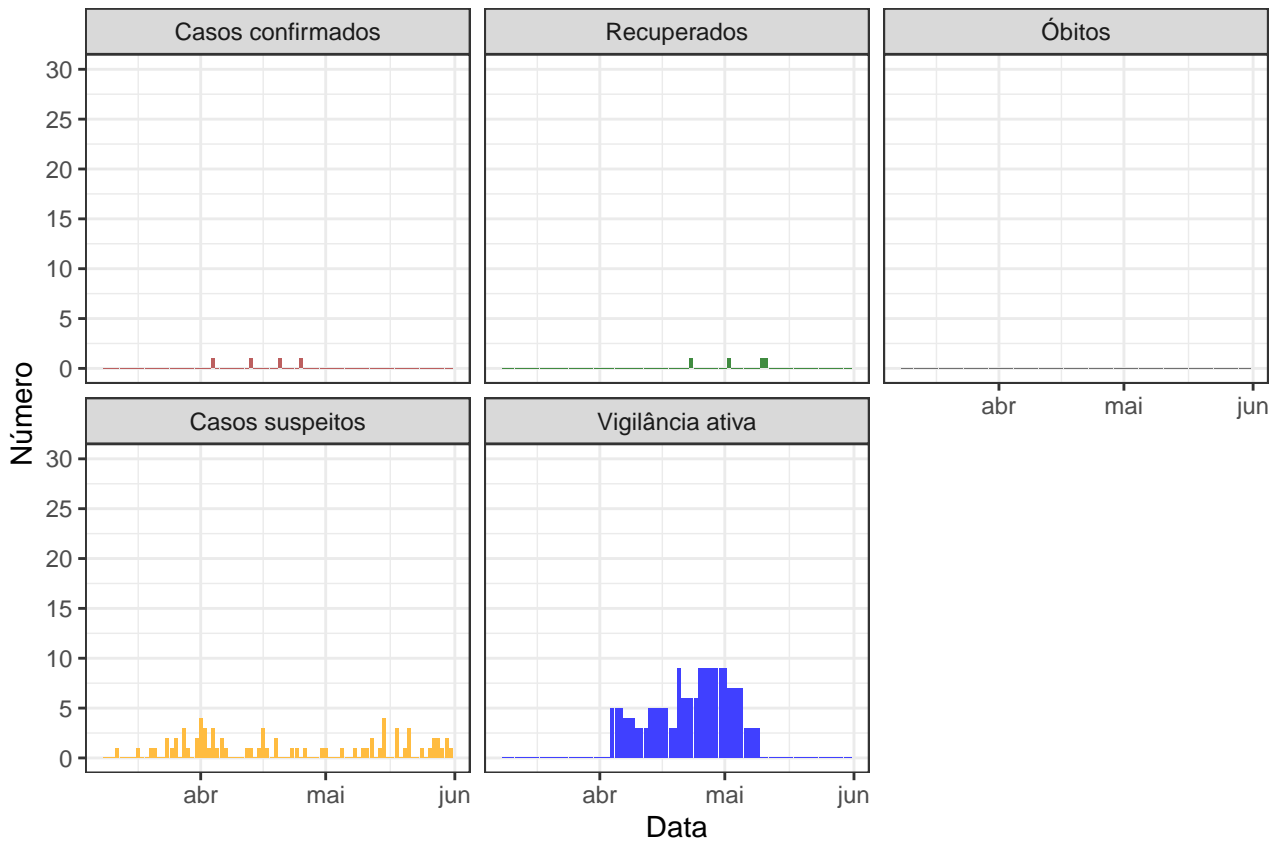 Casos confirmados
Recuperados
Óbitos
30
25
20
15
10
5
0
abr
mai
jun
Casos suspeitos
Vigilância ativa
30
25
20
15
10
5
0
abr
mai
jun
abr
mai
jun
Número
Data